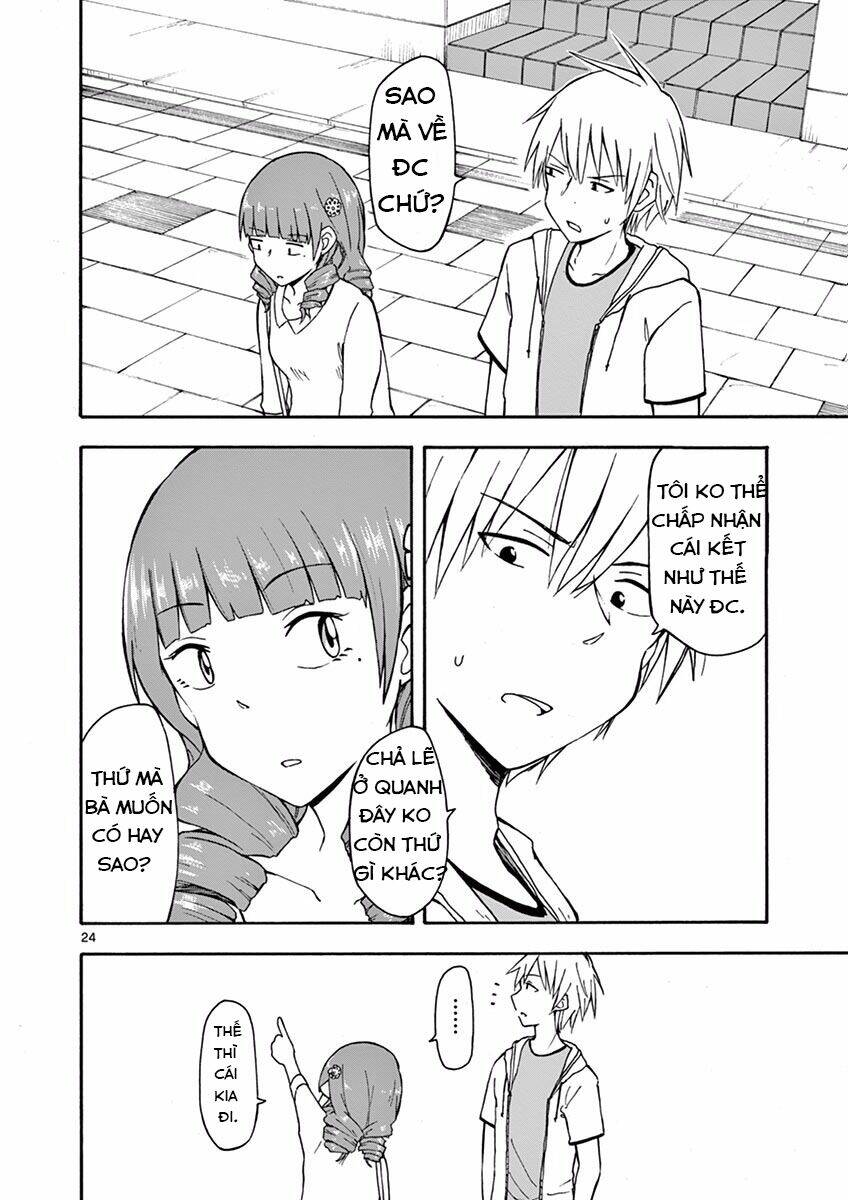 SAO
MÀ VỀ
ĐC
CHỨ?
TÔI KO THỂ
CHẤP NHẬN
CÁI KẾT
NHƯ THẾ
NÀY ĐC.
CHẢ LẼ
Ở QUANH
ĐÂY KO
CÒN THỨ
GÌ KHÁC?
THỨ MÀ
BÀ MUỐN
CÓ HAY
SAO?
24
......
THẾ
THÌ
CÁI
KIA
ĐI.